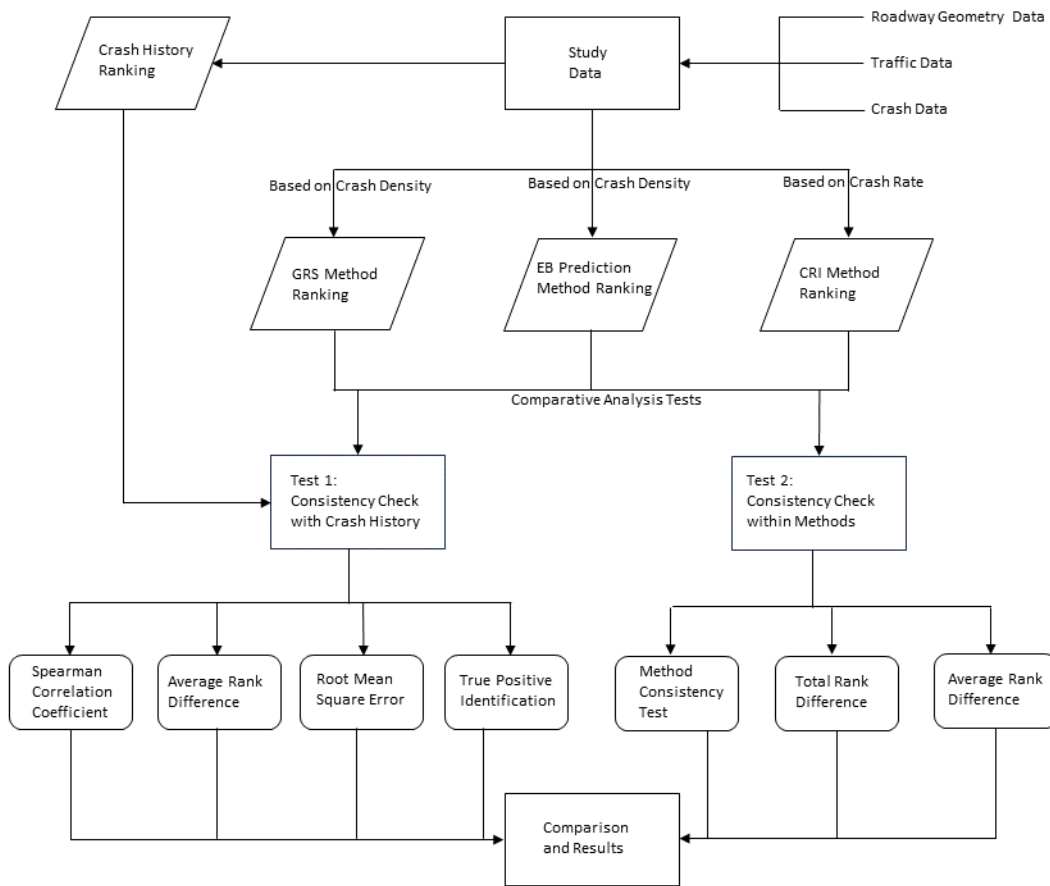 Roadway Geometry Data
Crash History
Ranking
Study
Data
Traffic Data
Crash Data
Based on Crash Density
Based on Crash Density
Based on Crash Rate
GRS Method
Ranking
EB Prediction
Method Ranking
CRI Method
Ranking
Comparative Analysis Tests
Test 1:
Consistency Check
with Crash History
Test 2:
Consistency Check
within Methods
Spearman
Correlation
Coefficient
Average Rank
Difference
Root Mean
Square Error
True Positive
Identification
Method
Consistency
Test
Total Rank
Difference
Average Rank
Difference
Comparison
and Results